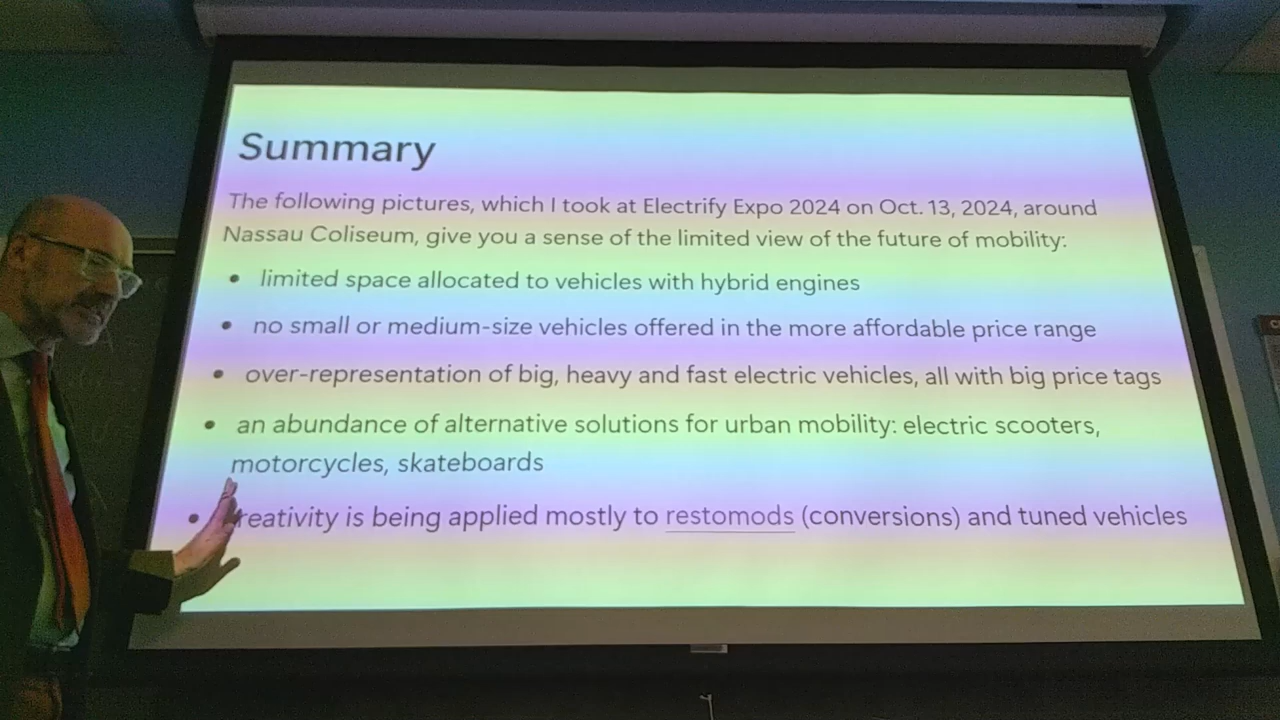 Summary
The following pictures, which I took at Electrify Expo 2024 on Oct. 13, 2024, around
Nassau Coliseum, give you a sense of the limited view of the future of mobility:
• limited space allocated to vehicles with hybrid engines
• no small or medium-size vehicles offered in the more affordable price range
• over-representation of big, heavy and fast electric vehicles, all with big price tags
• an abundance of alternative solutions for urban mobility: electric scooters,
motorcycles, skateboards
• creativity is being applied mostly to restomods (conversions) and tuned vehicles